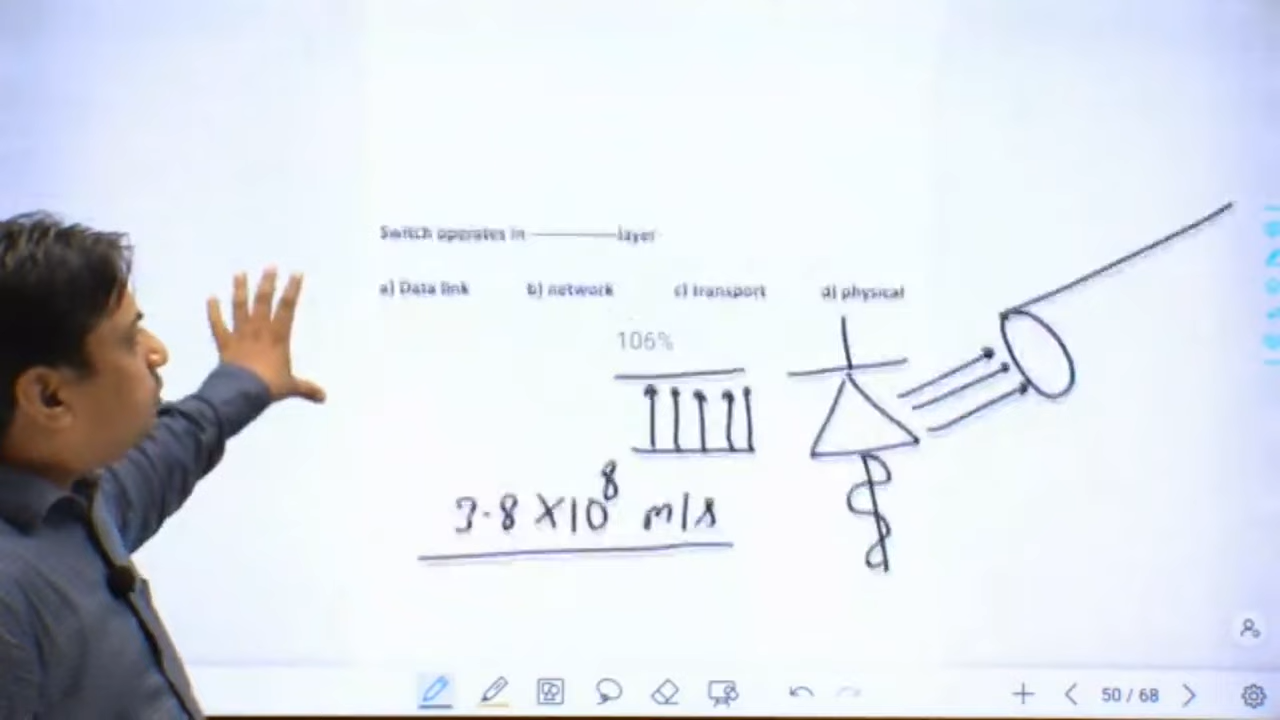 Switch operates in ————layer
a) Data link b) network c) transport d) physical
106%
3.8 X10⁸ m/s
50 / 68